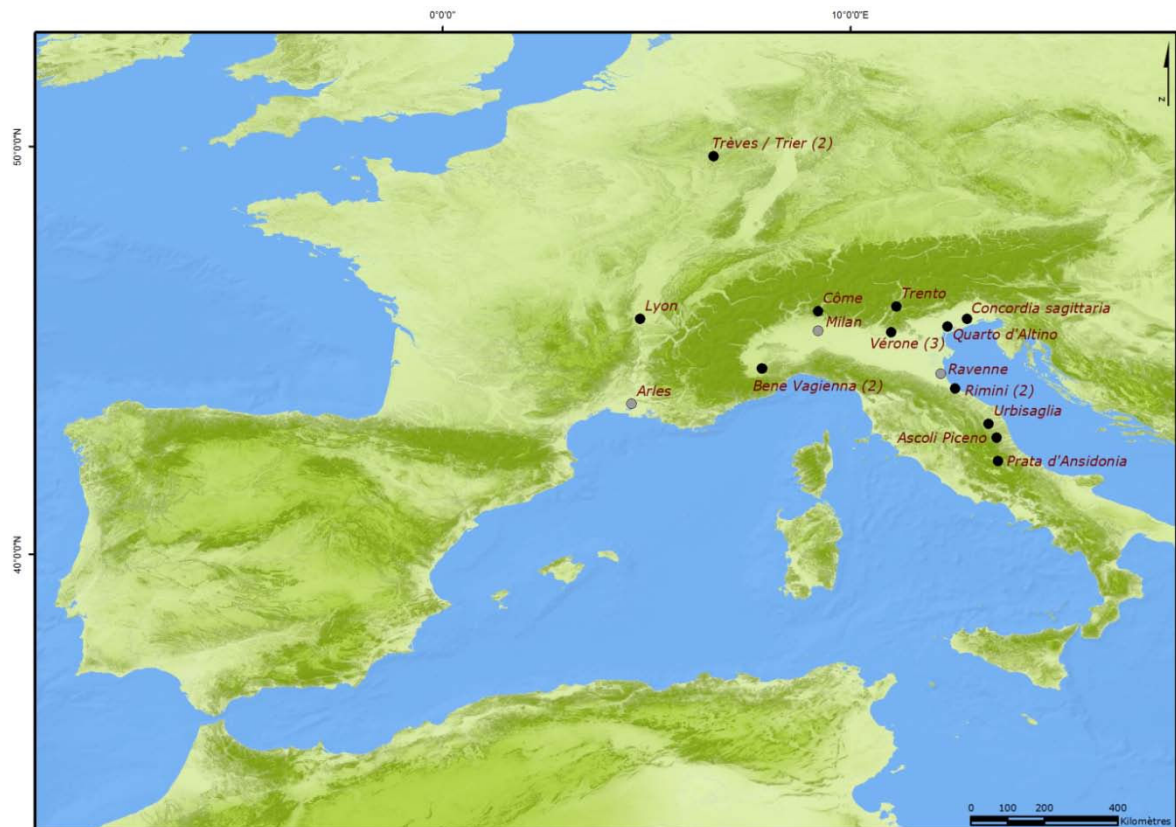 0°0'0"
10°0'0"E
50°0'0"N
Trèves / Trier (2)
Lyon
Côme
Trento
Concordia sagittaria
Milan
Vérone (3)
Quarto d'Altino
Arles
Bene Vagienna (2)
Ravenne
Rimini (2)
Urbisaglia
Ascoli Piceno
Prata d'Ansidonia
40°0'0"N
0 100 200 400
Kilomètres
N